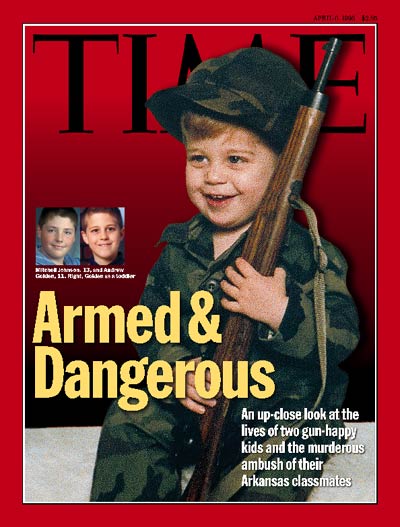 APRIL 6, 1998
TIME
Mitchell Johnson, 13, and Andrew
Golden, 11. Right, Golden as a toddler
Armed &
Dangerous
An up-close look at the
lives of two gun-happy
kids and the murderous
ambush of their
Arkansas classmates